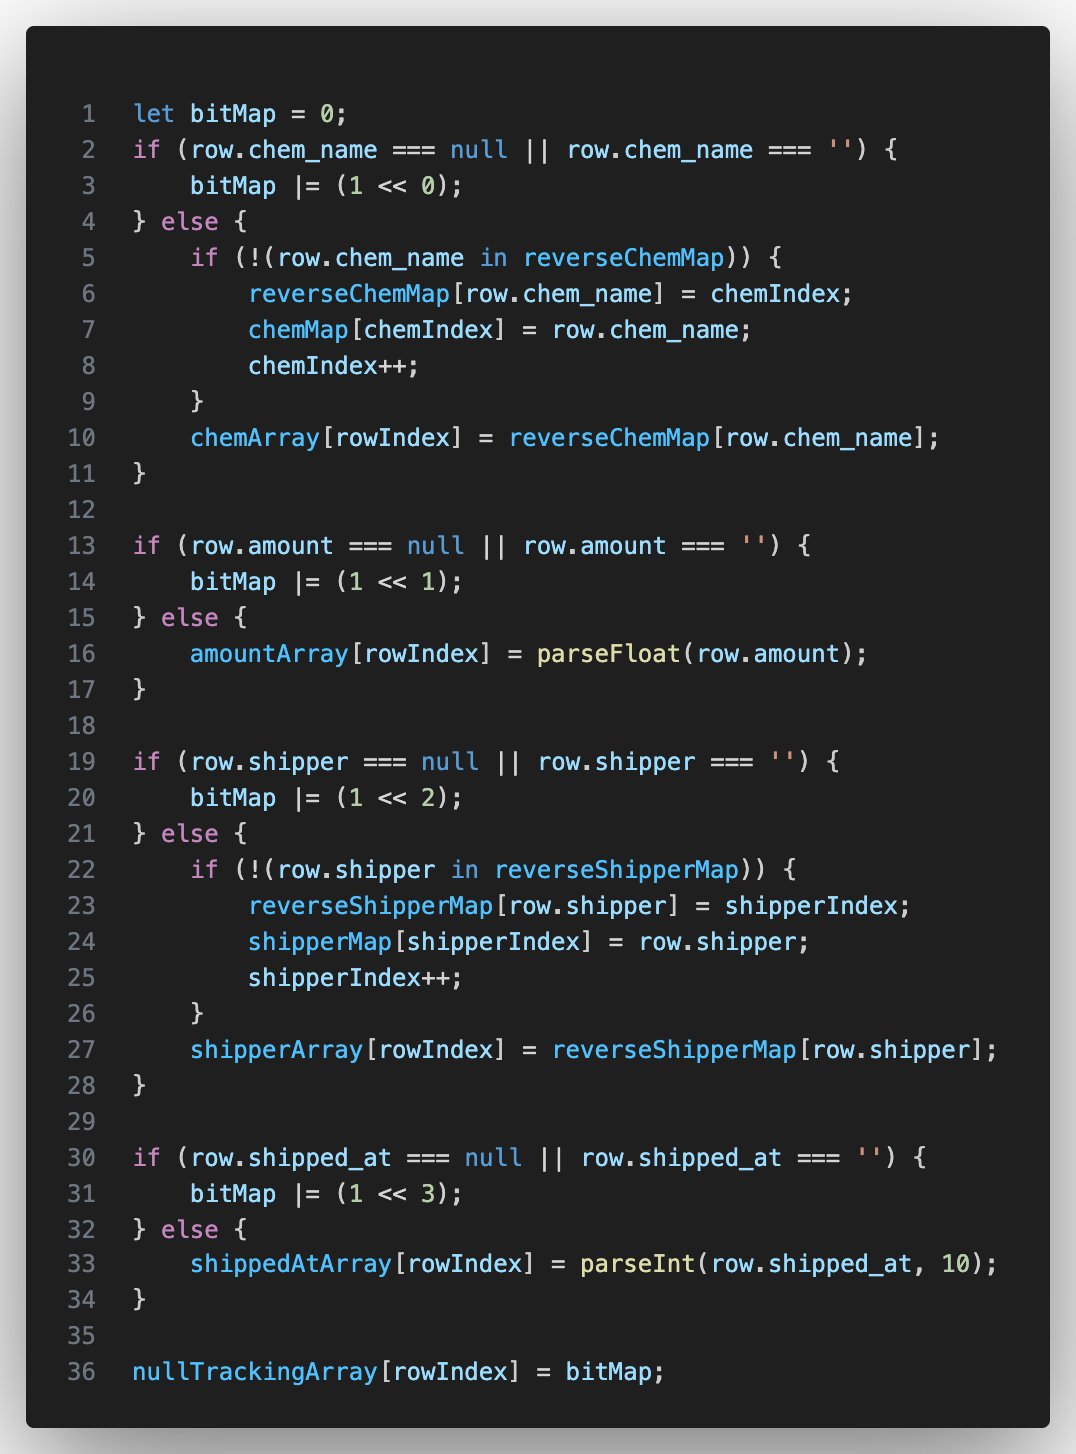 1 let bitMap = 0;
2 if (row.chem_name === null || row.chem_name === '') {
3     bitMap |= (1 << 0);
4 } else {
5     if (!(row.chem_name in reverseChemMap)) {
6         reverseChemMap[row.chem_name] = chemIndex;
7         chemMap[chemIndex] = row.chem_name;
8         chemIndex++;
9     }
10     chemArray[rowIndex] = reverseChemMap[row.chem_name];
11 }
12
13 if (row.amount === null || row.amount === '') {
14     bitMap |= (1 << 1);
15 } else {
16     amountArray[rowIndex] = parseFloat(row.amount);
17 }
18
19 if (row.shipper === null || row.shipper === '') {
20     bitMap |= (1 << 2);
21 } else {
22     if (!(row.shipper in reverseShipperMap)) {
23         reverseShipperMap[row.shipper] = shipperIndex;
24         shipperMap[shipperIndex] = row.shipper;
25         shipperIndex++;
26     }
27     shipperArray[rowIndex] = reverseShipperMap[row.shipper];
28 }
29
30 if (row.shipped_at === null || row.shipped_at === '') {
31     bitMap |= (1 << 3);
32 } else {
33     shippedAtArray[rowIndex] = parseInt(row.shipped_at, 10);
34 }
35
36 nullTrackingArray[rowIndex] = bitMap;